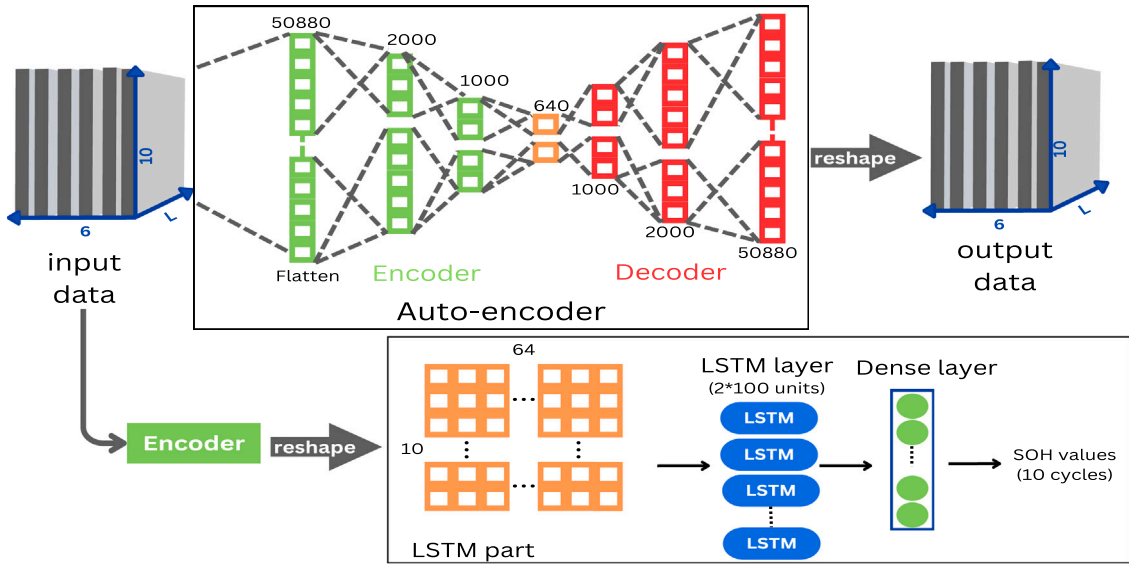 50880
2000
1000
640
1000
2000
50880
10
6
L
input
data
Flatten
Encoder
Decoder
Auto-encoder
reshape
10
6
L
output
data
Encoder
reshape
64
10
LSTM part
LSTM layer
(2*100 units)
LSTM
LSTM
LSTM
LSTM
Dense layer
SOH values
(10 cycles)